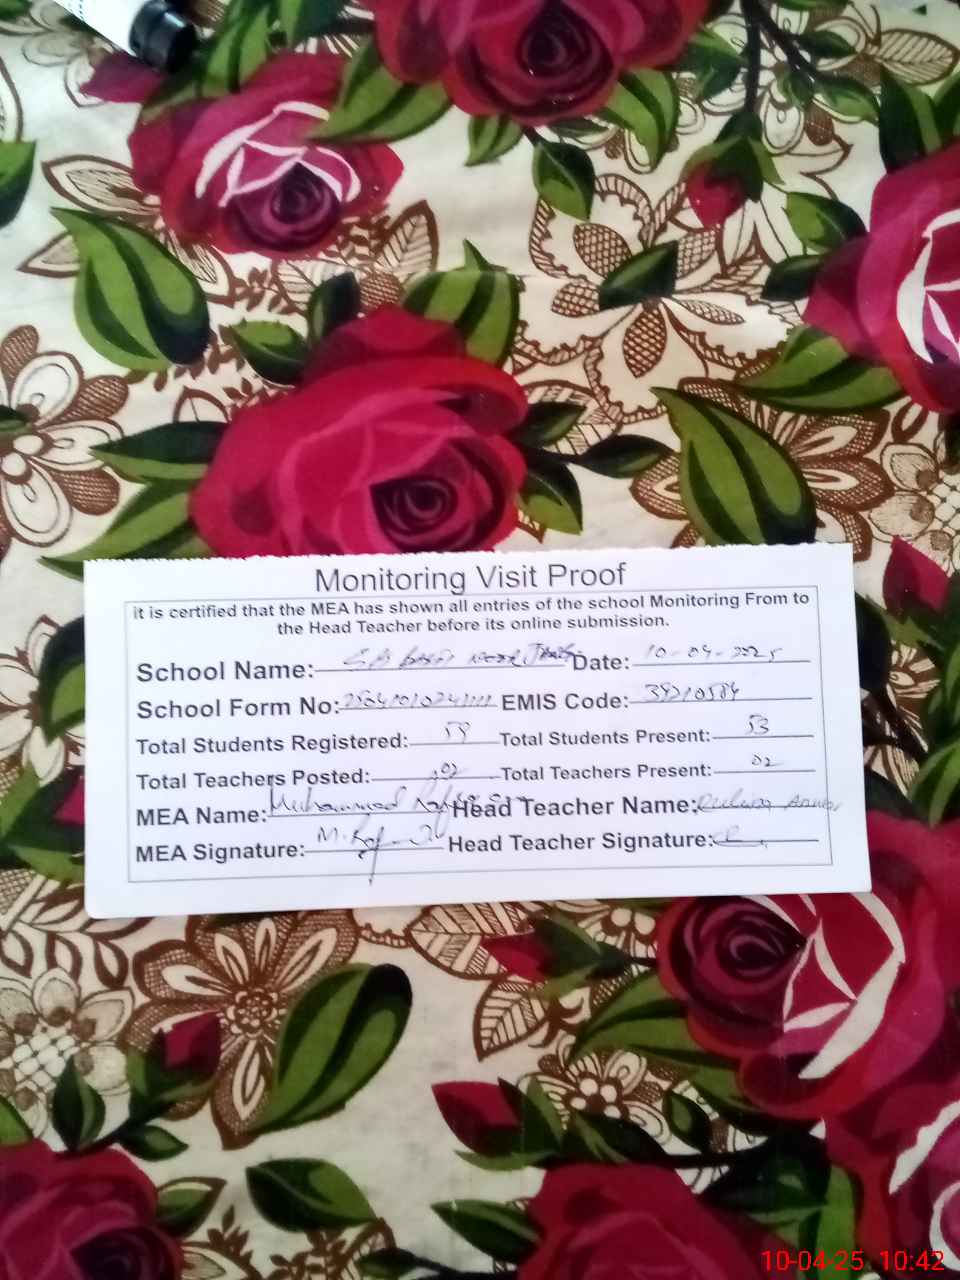 Monitoring Visit Proof
it is certified that the MEA has shown all entries of the school Monitoring From to
the Head Teacher before its online submission.
School Name: Date: 10-04-2025
School Form No: EMIS Code:
Total Students Registered: 59 Total Students Present: 53
Total Teachers Posted: 02 Total Teachers Present: 02
MEA Name: Muhammad Head Teacher Name:
MEA Signature: Head Teacher Signature:
10-04-25 10:42